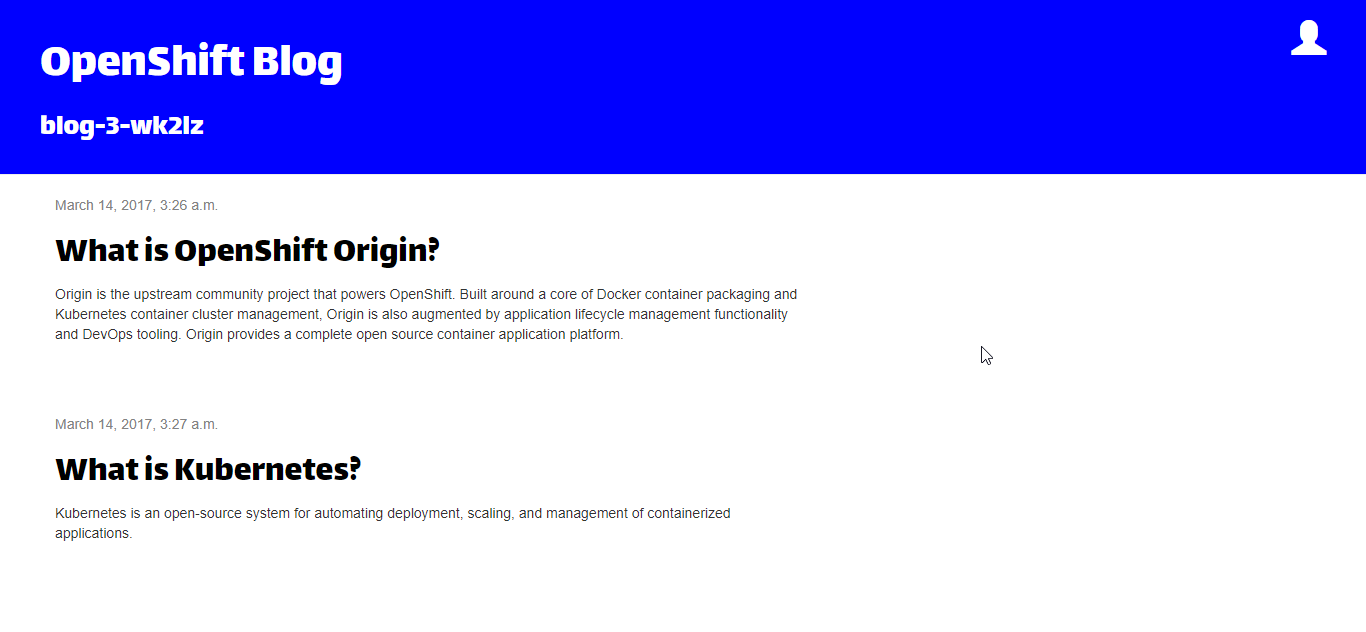 OpenShift Blog
blog-3-wk2lz
March 14, 2017, 3:26 a.m.
What is OpenShift Origin?
Origin is the upstream community project that powers OpenShift. Built around a core of Docker container packaging and
Kubernetes container cluster management, Origin is also augmented by application lifecycle management functionality
and DevOps tooling. Origin provides a complete open source container application platform.
March 14, 2017, 3:27 a.m.
What is Kubernetes?
Kubernetes is an open-source system for automating deployment, scaling, and management of containerized
applications.